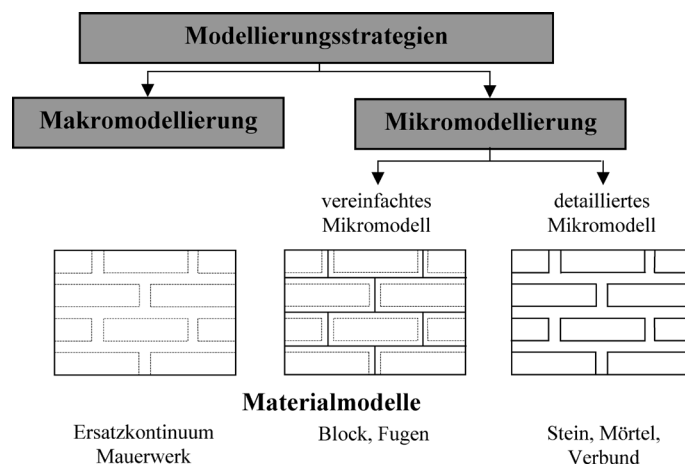 Modellierungsstrategien
Makromodellierung
Mikromodellierung
vereinfachtes
Mikromodell
detailliertes
Mikromodell
Materialmodelle
Ersatzkontinuum
Mauerwerk
Block, Fugen
Stein, Mörtel,
Verbund